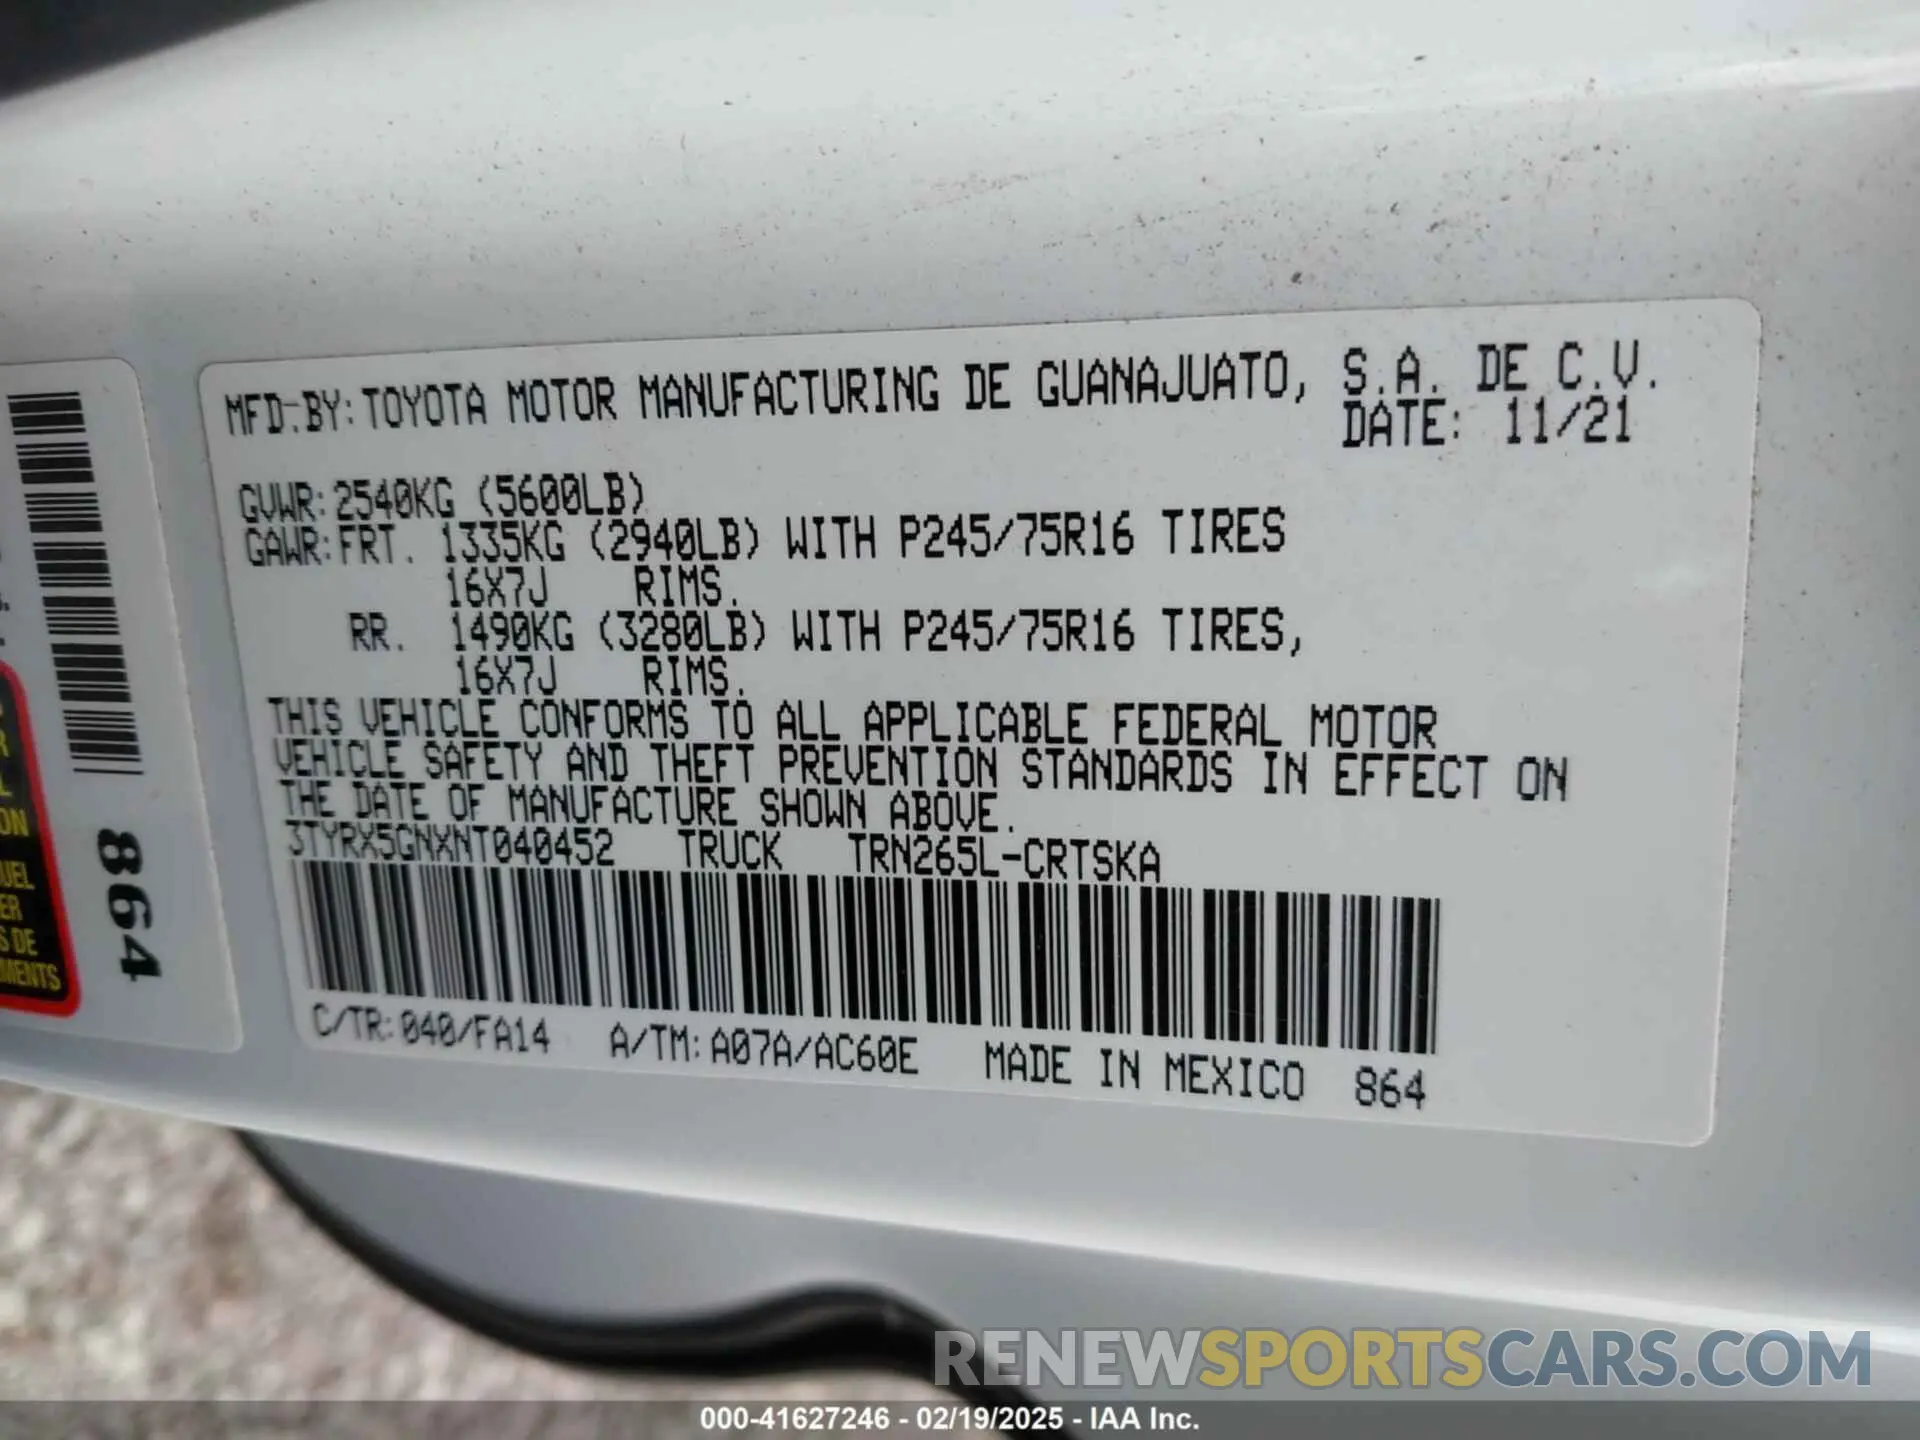 MFD.BY:TOYOTA MOTOR MANUFACTURING DE GUANAJUATO, S.A. DE C.V.
DATE: 11/21
GVWR:2540KG (5600LB)
GAWR:FRT. 1335KG (2940LB) WITH P245/75R16 TIRES
16X7J RIMS.
RR. 1490KG (3280LB) WITH P245/75R16 TIRES,
16X7J RIMS.
THIS VEHICLE CONFORMS TO ALL APPLICABLE FEDERAL MOTOR
VEHICLE SAFETY AND THEFT PREVENTION STANDARDS IN EFFECT ON
THE DATE OF MANUFACTURE SHOWN ABOVE.
3TYRX5GNXNT040452 TRUCK TRN265L-CRTSKA
C/TR:040/FA14 A/TM:A07A/AC60E MADE IN MEXICO 864
864
RENEWSPORTSCARS.COM
000-41627246 - 02/19/2025 - IAA Inc.